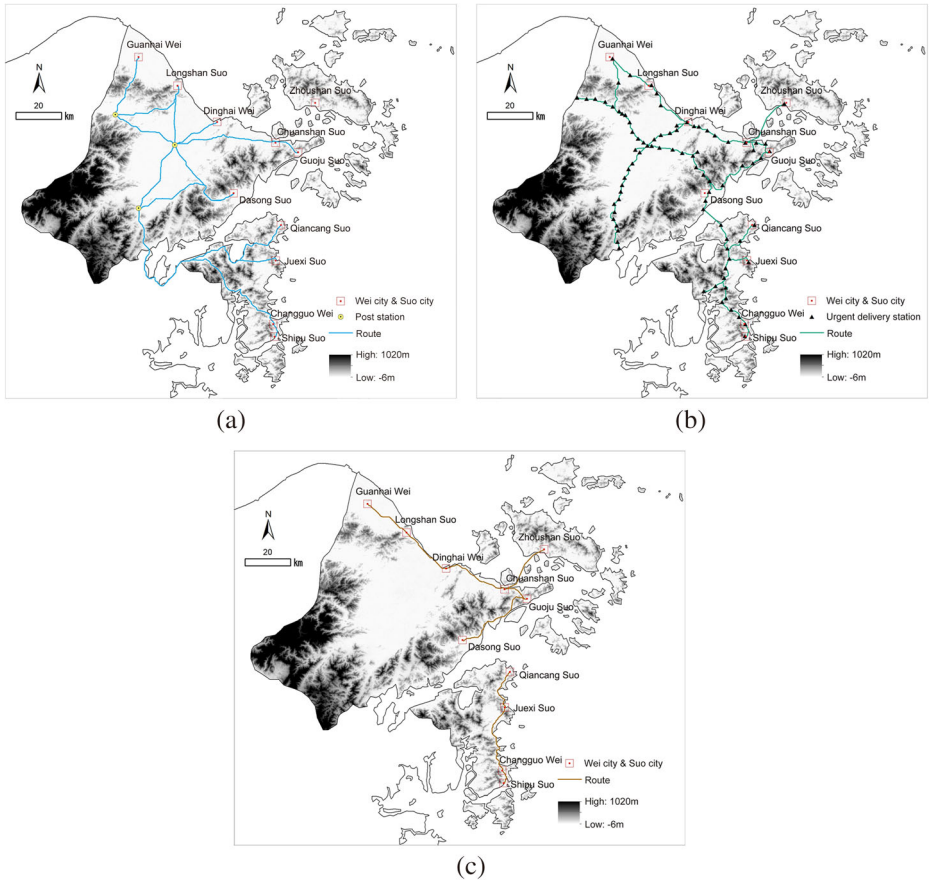 Guanhai Wei
N
Longshan Suo
Zhoushan Suo
20
km
Dinghai Wei
Chuanshan Suo
Guoju Suo
Dasong Suo
Qiancang Suo
Juexi Suo
Wei city & Suo city
Changguo Wei
Post station
Route
Shipu Suo
High: 1020m
Low: -6m
(a)
Guanhai Wei
N
Longshan Suo
Zhoushan Suo
20
km
Dinghai Wei
Chuanshan Suo
Guoju Suo
Dasong Suo
Qiancang Suo
Juexi Suo
Wei city & Suo city
Changguo Wei
Urgent delivery station
Route
Shipu Suo
High: 1020m
Low: -6m
(b)
Guanhai Wei
N
Longshan Suo
Zhoushan Suo
20
km
Dinghai Wei
Chuanshan Suo
Guoju Suo
Dasong Suo
Qiancang Suo
Juexi Suo
Changguo Wei
Wei city & Suo city
Route
Shipu Suo
High: 1020m
Low: -6m
(c)